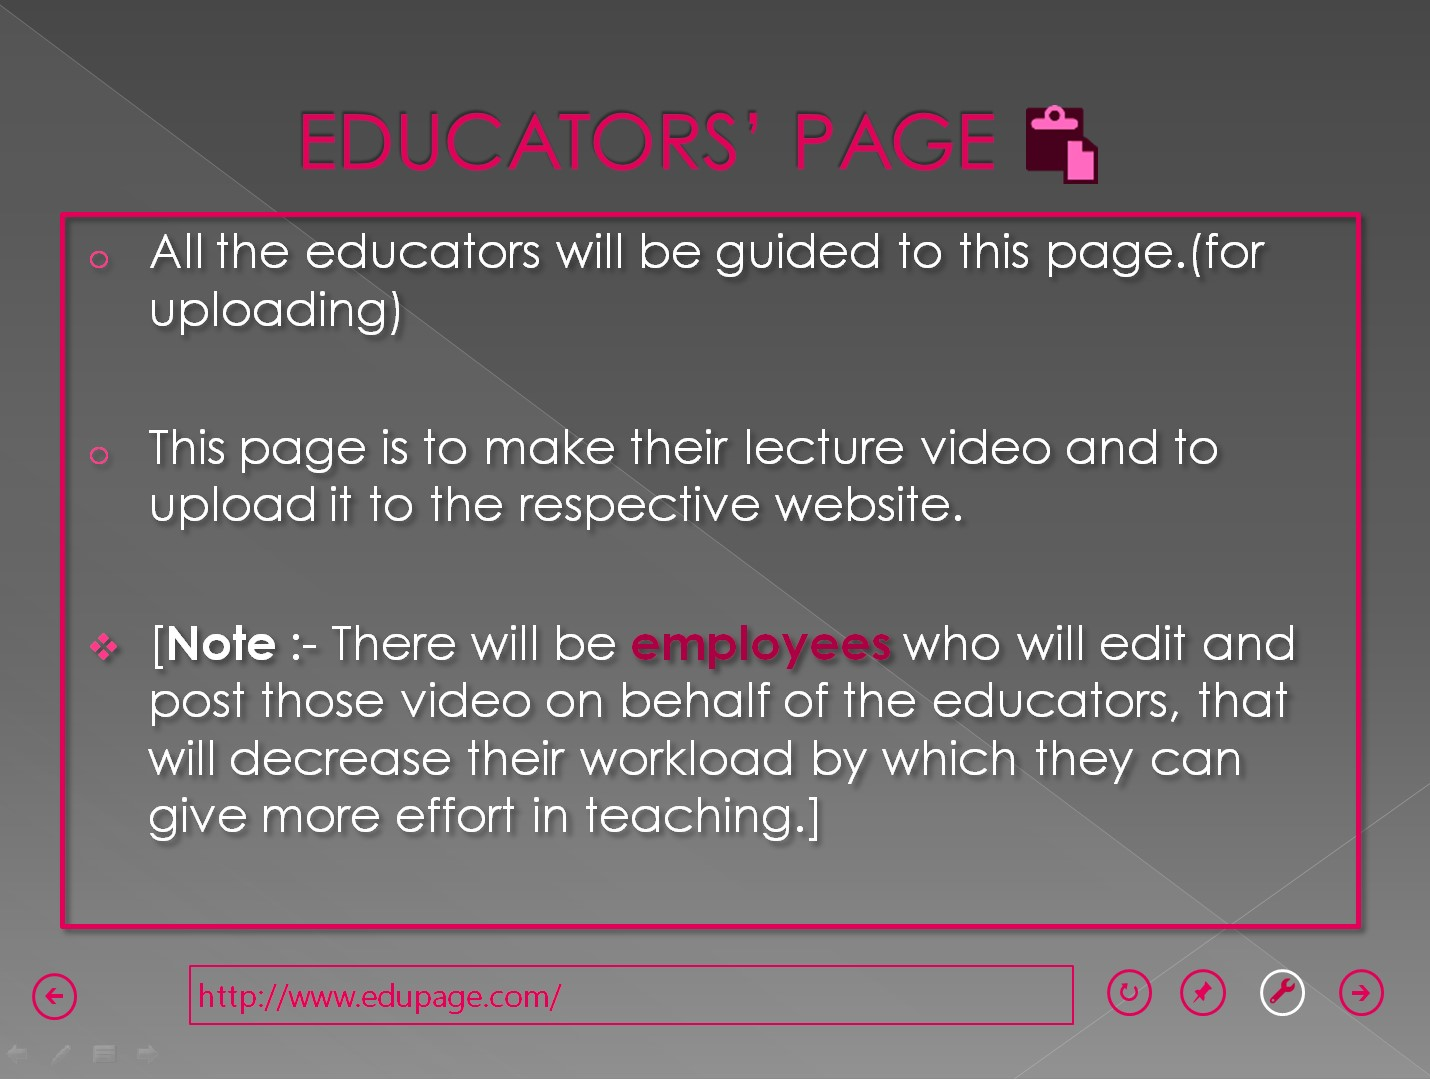 EDUCATORS’ PAGE
All the educators will be guided to this page.(for
uploading)
This page is to make their lecture video and to
upload it to the respective website.
[Note :- There will be employees who will edit and
post those video on behalf of the educators, that
will decrease their workload by which they can
give more effort in teaching.]
http://www.edupage.com/